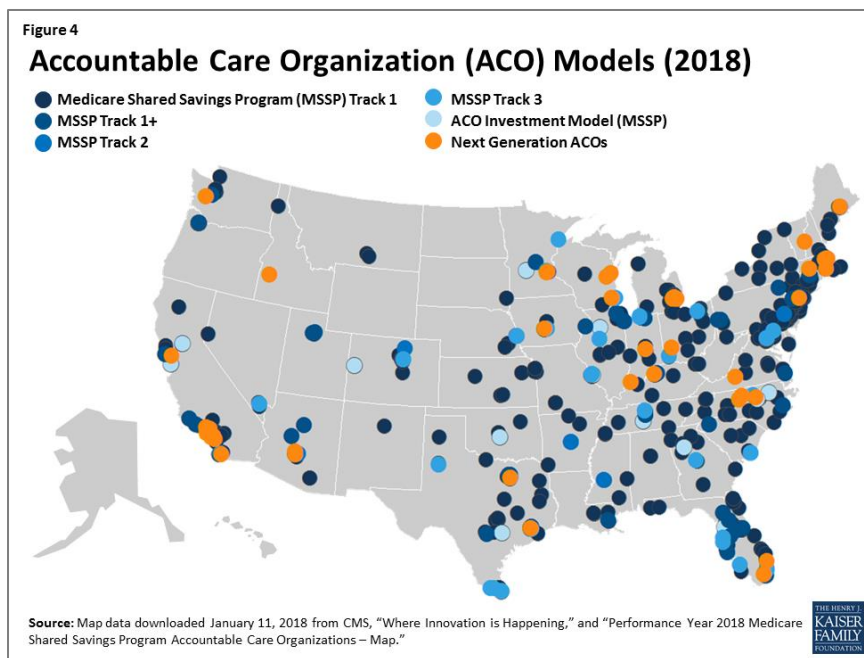 Figure 4
Accountable Care Organization (ACO) Models (2018)
Medicare Shared Savings Program (MSSP) Track 1
MSSP Track 1+
MSSP Track 2
MSSP Track 3
ACO Investment Model (MSSP)
Next Generation ACOs
Source: Map data downloaded January 11, 2018 from CMS, “Where Innovation is Happening,” and “Performance Year 2018 Medicare
Shared Savings Program Accountable Care Organizations – Map.”
THE HENRY J.
KAISER
FAMILY
FOUNDATION